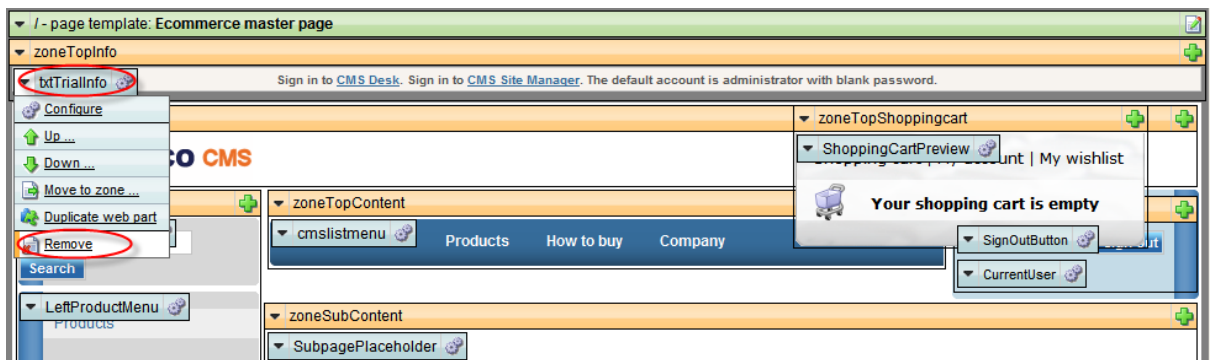 / - page template: Ecommerce master page
zoneTopInfo
txtTrialInfo
Sign in to CMS Desk. Sign in to CMS Site Manager. The default account is administrator with blank password.
Configure
Up ...
Down ...
Move to zone ...
Duplicate web part
Remove
zoneTopShoppingcart
ShoppingCartPreview
My wishlist
CMS
Your shopping cart is empty
zoneTopContent
cmslistmenu
Products
How to buy
Company
SignOutButton
CurrentUser
Search
LeftProductMenu
Products
zoneSubContent
SubpagePlaceholder